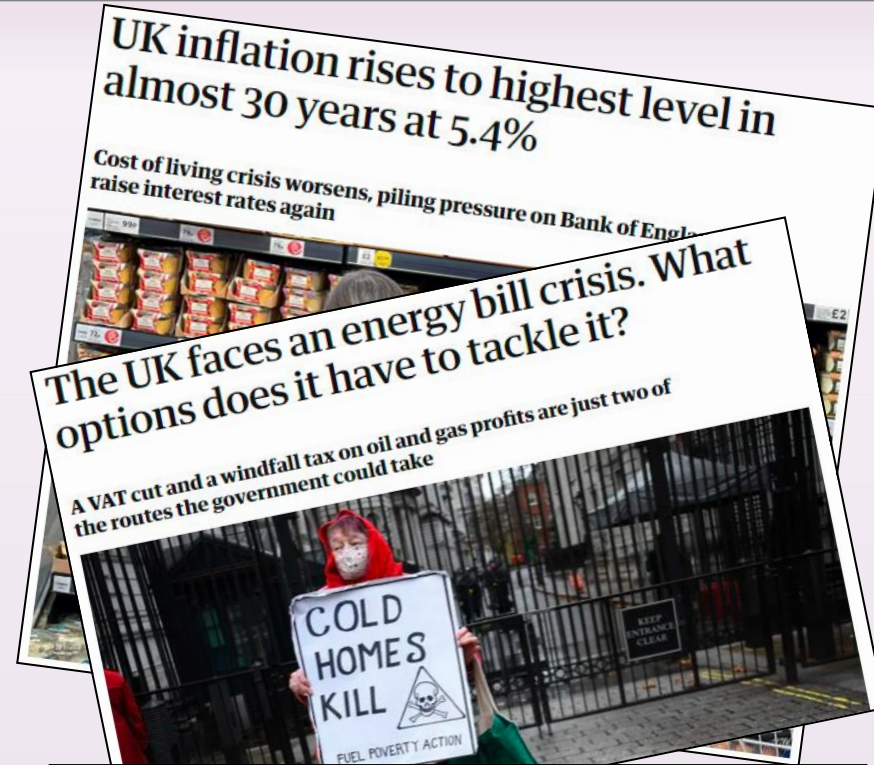 UK inflation rises to highest level in
almost 30 years at 5.4%
Cost of living crisis worsens, piling pressure on Bank of
raise interest rates again
99P
£2
The UK faces an energy bill crisis. What
options does it have to tackle it?
A VAT cut and a windfall tax on oil and gas profits are just two of
the routes the government could take
KEEP
ENTRANCE
CLEAR
COLD
HOMES
KILL
FUEL POVERTY ACTION